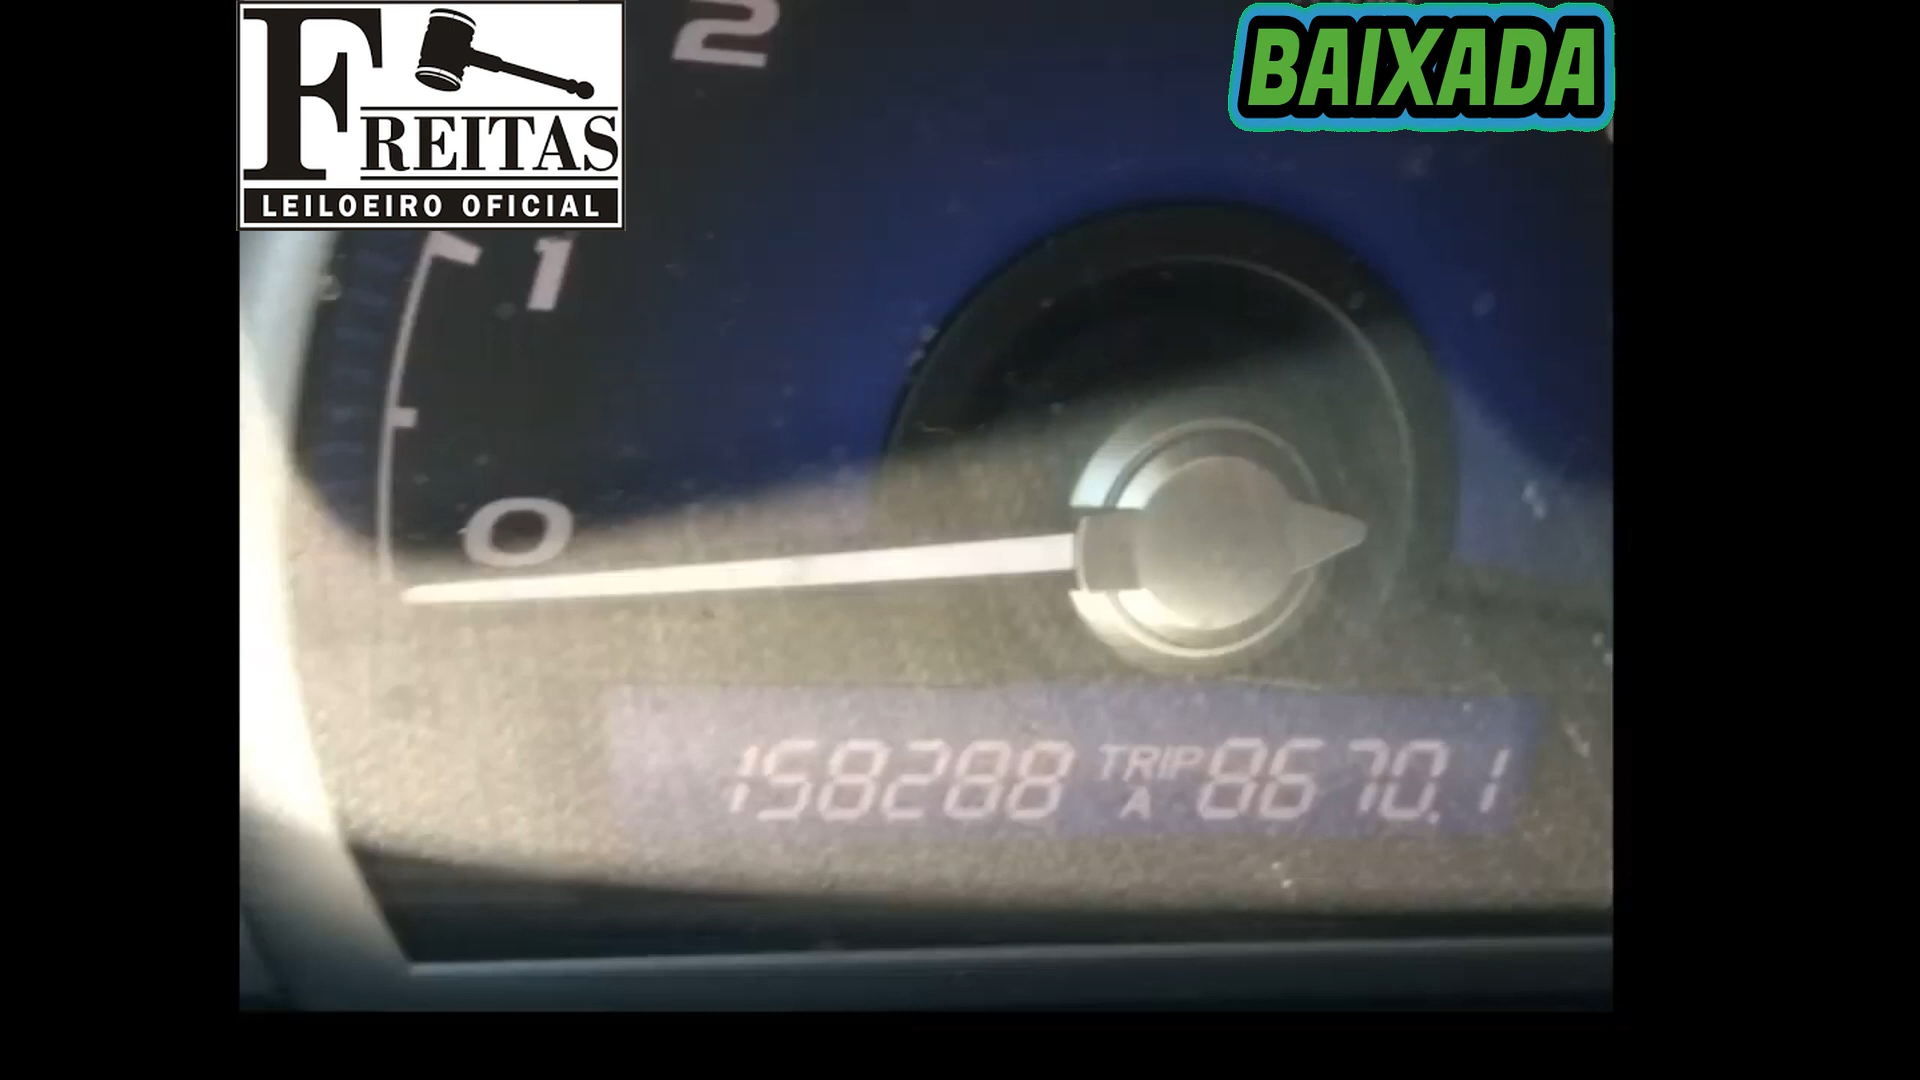 FREITAS
LEILOEIRO OFICIAL
BAIXADA
2
1
0
158288 TRIP A 8670.1